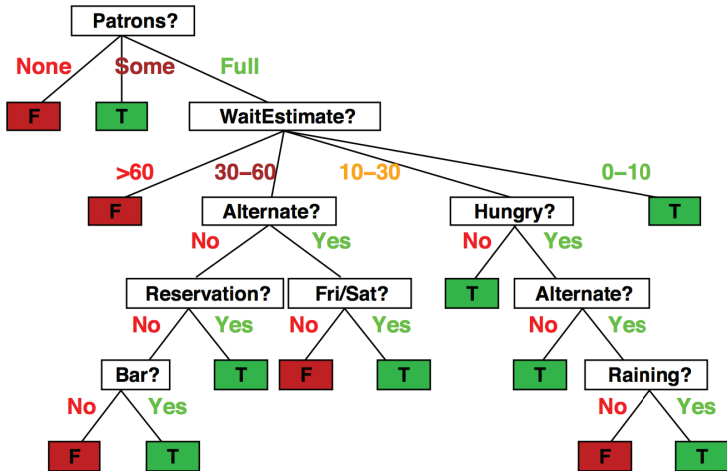 Patrons?
None Some Full
F T WaitEstimate?
>60 30–60 10–30 0–10
F Alternate? Hungry? T
No Yes No Yes
Reservation? Fri/Sat? T Alternate?
No Yes No Yes No Yes
Bar? T F T T Raining?
No Yes No Yes
F T F T